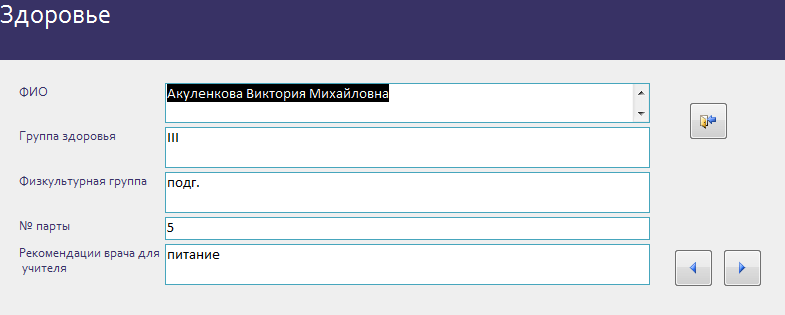 Здоровье
ФИО
Акуленкова Виктория Михайловна
Группа здоровья
III
Физкультурная группа
подг.
№ парты
5
Рекомендации врача для
учителя
питание